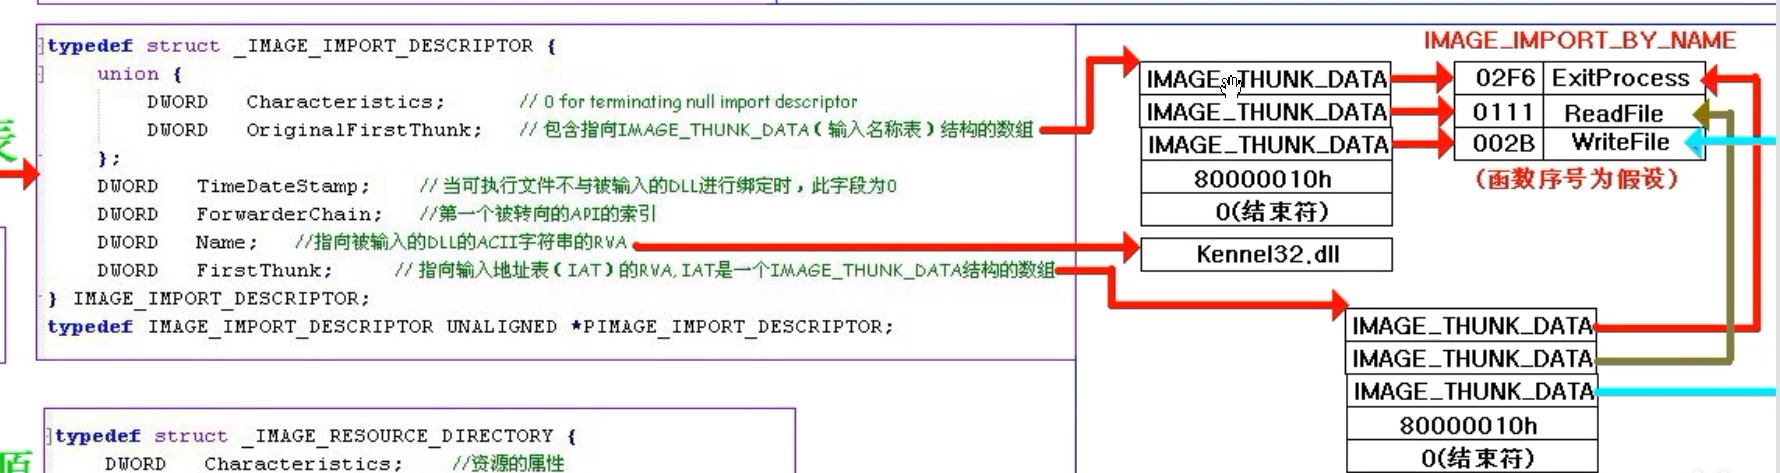 typedef struct _IMAGE_IMPORT_DESCRIPTOR {
union {
DWORD Characteristics; // 0 for terminating null import descriptor
DWORD OriginalFirstThunk; // 包含指向IMAGE_THUNK_DATA(输入名称表)结构的数组
};
DWORD TimeDateStamp; // 当可执行文件不与被输入的DLL进行绑定时，此字段为0
DWORD ForwarderChain; //第一个被转向的API的索引
DWORD Name; //指向被输入的DLL的ACII字符串的RVA
DWORD FirstThunk; // 指向输入地址表(IAT)的RVA,IAT是一个IMAGE_THUNK_DATA结构的数组
} IMAGE_IMPORT_DESCRIPTOR;
typedef IMAGE_IMPORT_DESCRIPTOR UNALIGNED *PIMAGE_IMPORT_DESCRIPTOR;
表
IMAGE_IMPORT_BY_NAME
IMAGE_THUNK_DATA 02F6 ExitProcess
IMAGE_THUNK_DATA 0111 ReadFile
IMAGE_THUNK_DATA 002B WriteFile
80000010h
(函数序号为假设)
0(结束符)
Kennel32.dll
IMAGE_THUNK_DATA
IMAGE_THUNK_DATA
IMAGE_THUNK_DATA
80000010h
0(结束符)
typedef struct _IMAGE_RESOURCE_DIRECTORY {
DWORD Characteristics; //资源的属性